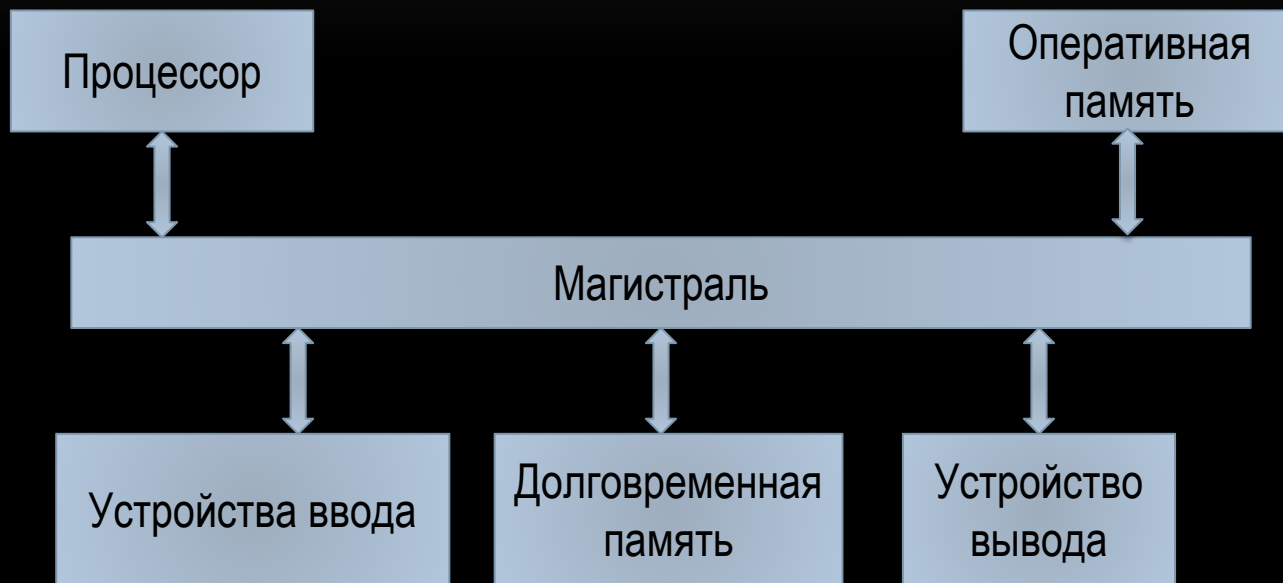 Процессор
Оперативная
память
Магистраль
Устройства ввода
Долговременная
память
Устройство
вывода